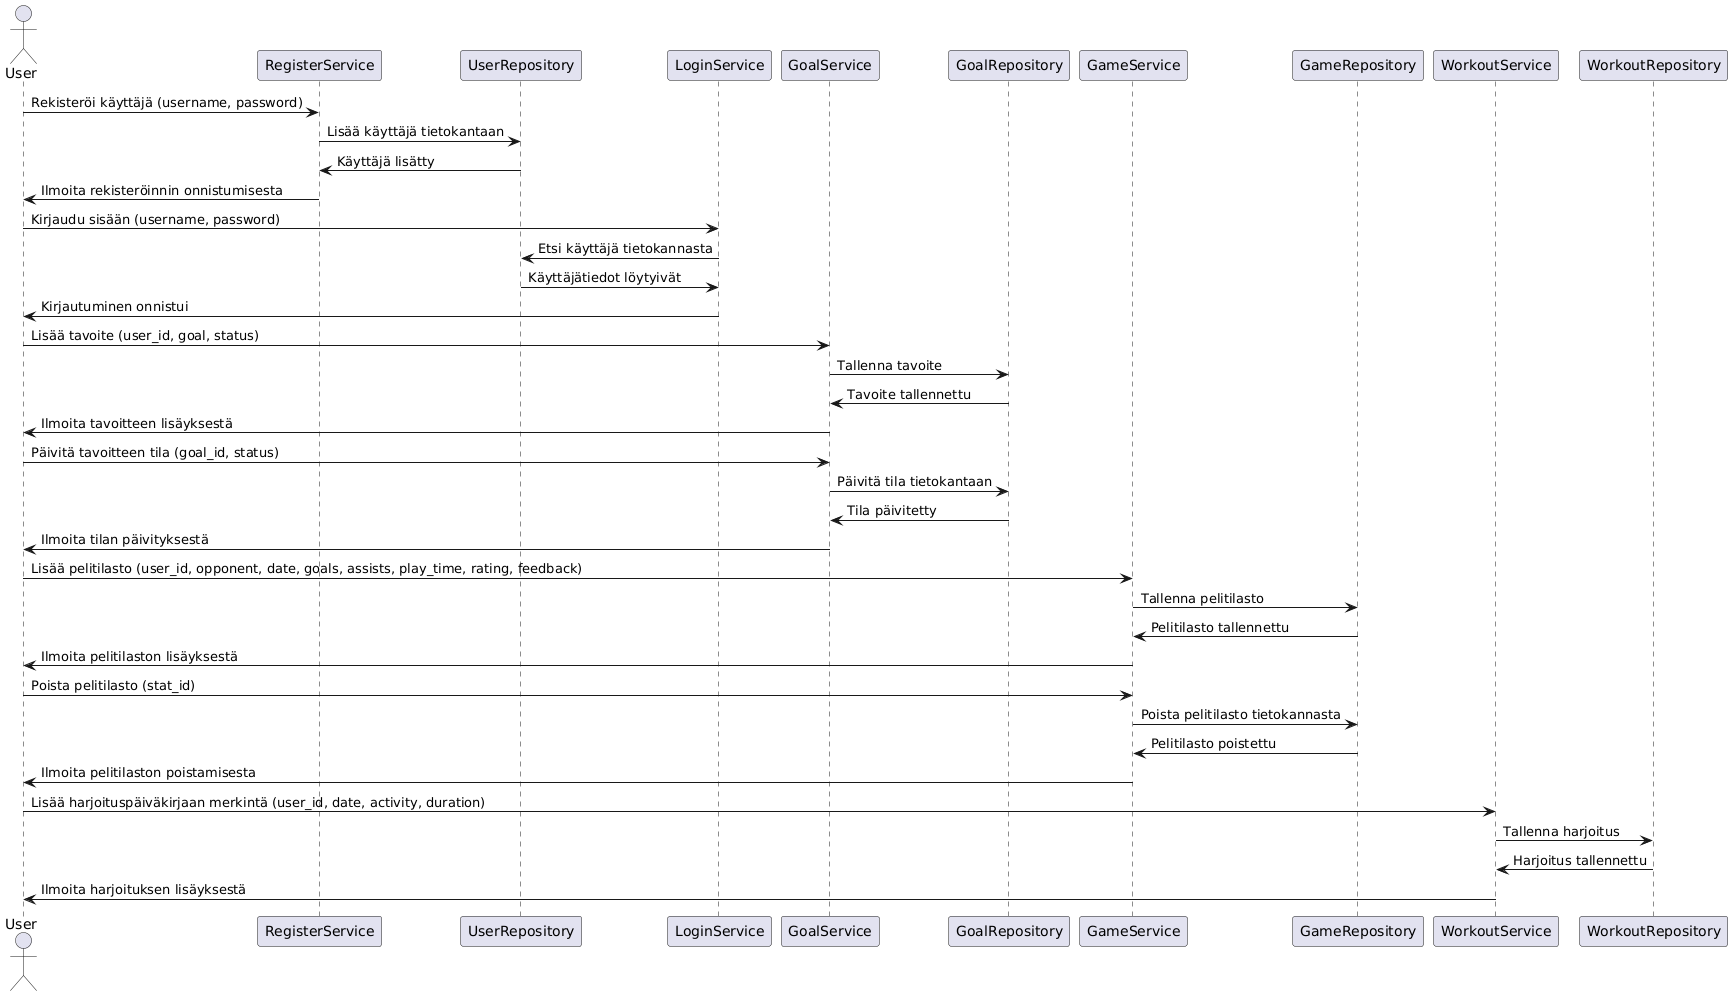 User
RegisterService
UserRepository
LoginService
GoalService
GoalRepository
GameService
GameRepository
WorkoutService
WorkoutRepository
Rekisteröi käyttäjä (username, password)
Lisää käyttäjä tietokantaan
Käyttäjä lisätty
Ilmoita rekisteröinnin onnistumisesta
Kirjaudu sisään (username, password)
Etsi käyttäjä tietokannasta
Käyttäjätiedot löytyivät
Kirjautuminen onnistui
Lisää tavoite (user_id, goal, status)
Tallenna tavoite
Tavoite tallennettu
Ilmoita tavoitteen lisäyksestä
Päivitä tavoitteen tila (goal_id, status)
Päivitä tila tietokantaan
Tila päivitetty
Ilmoita tilan päivityksestä
Lisää pelitilasto (user_id, opponent, date, goals, assists, play_time, rating, feedback)
Tallenna pelitilasto
Pelitilasto tallennettu
Ilmoita pelitilaston lisäyksestä
Poista pelitilasto (stat_id)
Poista pelitilasto tietokannasta
Pelitilasto poistettu
Ilmoita pelitilaston poistamisesta
Lisää harjoituspäiväkirjaan merkintä (user_id, date, activity, duration)
Tallenna harjoitus
Harjoitus tallennettu
Ilmoita harjoituksen lisäyksestä
User
RegisterService
UserRepository
LoginService
GoalService
GoalRepository
GameService
GameRepository
WorkoutService
WorkoutRepository